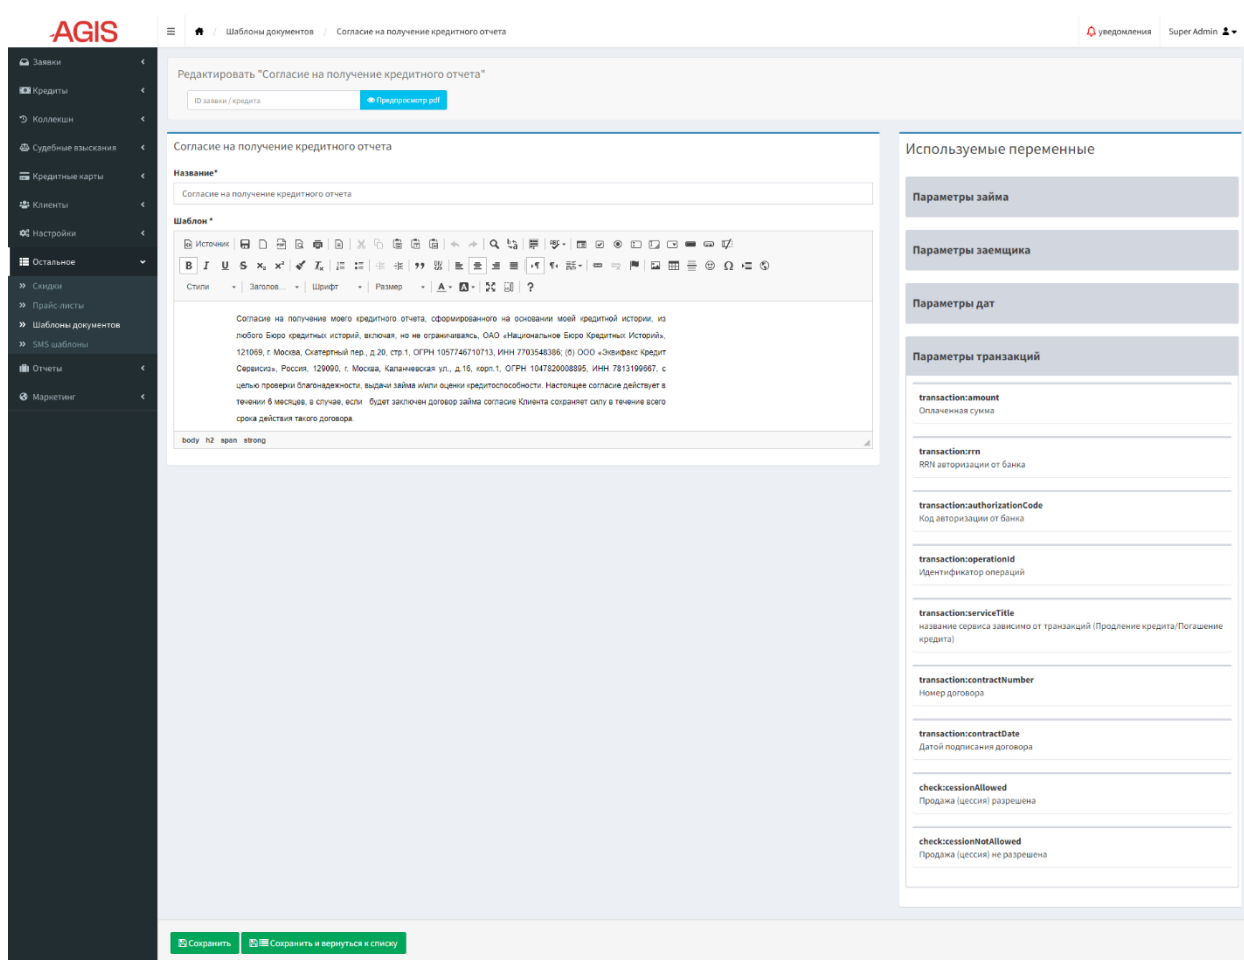 AGIS
Шаблоны документов / Согласие на получение кредитного отчета
уведомления
Super Admin
Заявки
Кредиты
Коллекшн
Судебные взыскания
Кредитные карты
Клиенты
Настройки
Остальное
Скидки
Прайс-листы
Шаблоны документов
SMS шаблоны
Отчеты
Маркетинг
Редактировать "Согласие на получение кредитного отчета"
ID заявки / кредита
Предпросмотр pdf
Согласие на получение кредитного отчета
Название*
Согласие на получение кредитного отчета
Шаблон *
Источник
Стили
Заголов...
Шрифт
Размер
Согласие на получение моего кредитного отчета, сформированного на основании моей кредитной истории, из
любого Бюро кредитных историй, включая, но не ограничиваясь, ОАО «Национальное Бюро Кредитных Историй»,
121069, г. Москва, Скатертный пер., д.20, стр.1, ОГРН 1057746710713, ИНН 7703548386; (б) ООО «Эквифакс Кредит
Сервисиз», Россия, 129090, г. Москва, Каланчевская ул., д.16, корп.1, ОГРН 1047820008895, ИНН 7813199667, с
целью проверки благонадежности, выдачи займа и/или оценки кредитоспособности. Настоящее согласие действует в
течении 6 месяцев, в случае, если будет заключен договор займа согласие Клиента сохраняет силу в течение всего
срока действия такого договора.
body h2 span strong
Используемые переменные
Параметры займа
Параметры заемщика
Параметры дат
Параметры транзакций
transaction:amount
Оплаченная сумма
transaction:rrn
RRN авторизации от банка
transaction:authorizationCode
Код авторизации от банка
transaction:operationId
Идентификатор операций
transaction:serviceTitle
название сервиса зависимо от транзакций (Продление кредита/Погашение
кредита)
transaction:contractNumber
Номер договора
transaction:contractDate
Датой подписания договора
check:cessionAllowed
Продажа (цессия) разрешена
check:cessionNotAllowed
Продажа (цессия) не разрешена
Сохранить
Сохранить и вернуться к списку